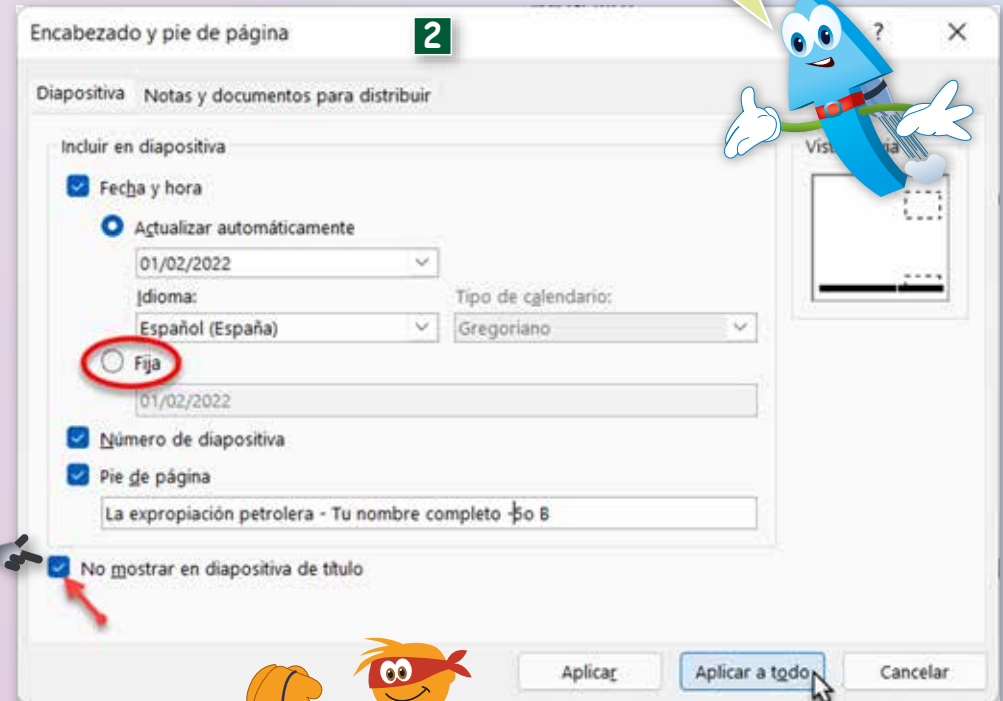 Encabezado y pie de página
2
?
Diapositiva
Notas y documentos para distribuir
Incluir en diapositiva
Fecha y hora
Actualizar automáticamente
01/02/2022
Idioma:
Tipo de calendario:
Español (España)
Gregoriano
Fija
01/02/2022
Número de diapositiva
Pie de página
La expropiación petrolera - Tu nombre completo -5o B
No mostrar en diapositiva de título
Aplicar
Aplicar a todo
Cancelar